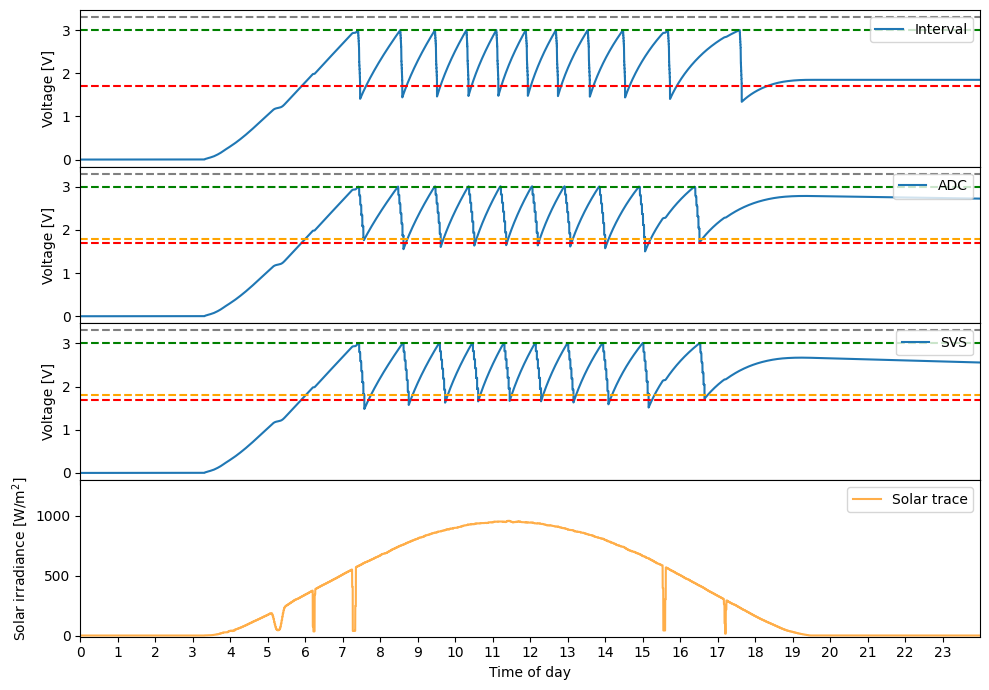 Voltage [V]
3
2
1
0
Interval
Voltage [V]
3
2
1
0
ADC
Voltage [V]
3
2
1
0
SVS
Solar irradiance [W/m²]
1000
500
0
Solar trace
0 1 2 3 4 5 6 7 8 9 10 11 12 13 14 15 16 17 18 19 20 21 22 23
Time of day